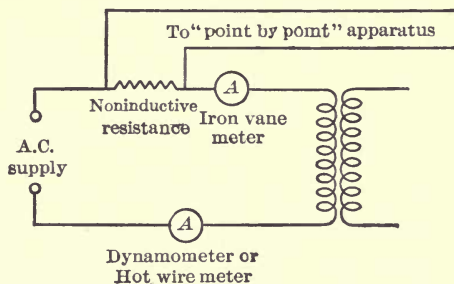 To "point by pomt" apparatus
A
Noninductive
resistance
Iron vane
meter
A.C.
supply
A
Dynamometer or
Hot wire meter